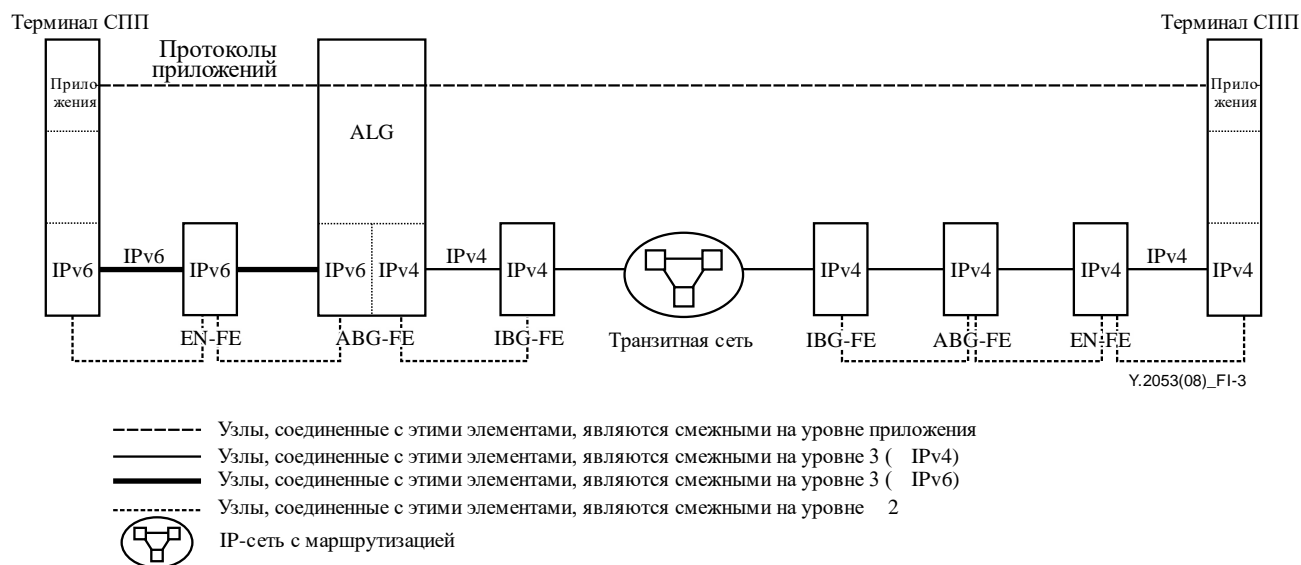 Терминал СПП
Терминал СПП
Протоколы
приложений
Прило
жения
Прило
жения
ALG
IPv6
IPv6
IPv6
IPv6
IPv4
IPv4
IPv4
IPv4
IPv4
IPv4
IPv4
IPv4
EN-FE
ABG-FE
IBG-FE
Транзитная сеть
IBG-FE
ABG-FE
EN-FE
Y.2053(08)_FI-3
Узлы, соединенные с этими элементами, являются смежными на уровне приложения
Узлы, соединенные с этими элементами, являются смежными на уровне 3 ( IPv4)
Узлы, соединенные с этими элементами, являются смежными на уровне 3 ( IPv6)
Узлы, соединенные с этими элементами, являются смежными на уровне 2
IP-сеть с маршрутизацией